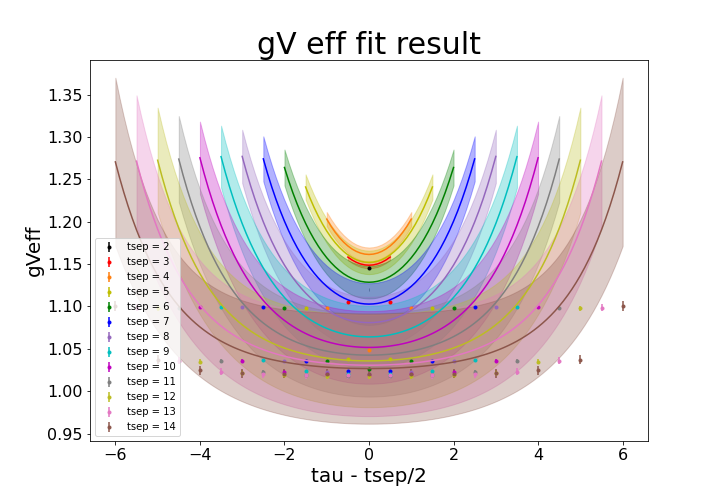 gV eff fit result
gVeff
1.35
1.30
1.25
1.20
1.15
1.10
1.05
1.00
0.95
tsep = 2
tsep = 3
tsep = 4
tsep = 5
tsep = 6
tsep = 7
tsep = 8
tsep = 9
tsep = 10
tsep = 11
tsep = 12
tsep = 13
tsep = 14
−6 −4 −2 0 2 4 6
tau - tsep/2